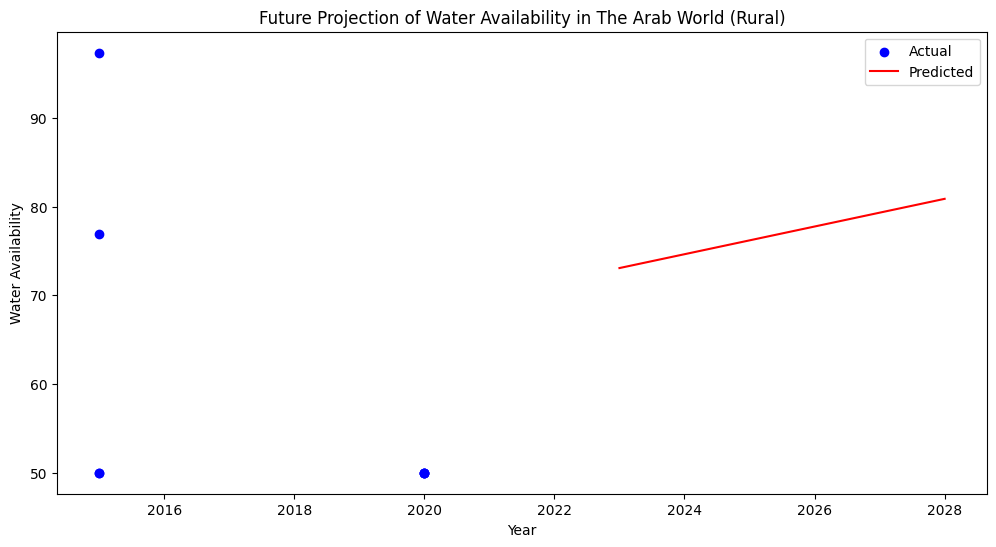 Future Projection of Water Availability in The Arab World (Rural)
Actual
Predicted
90
80
70
60
50
Water Availability
2016 2018 2020 2022 2024 2026 2028
Year